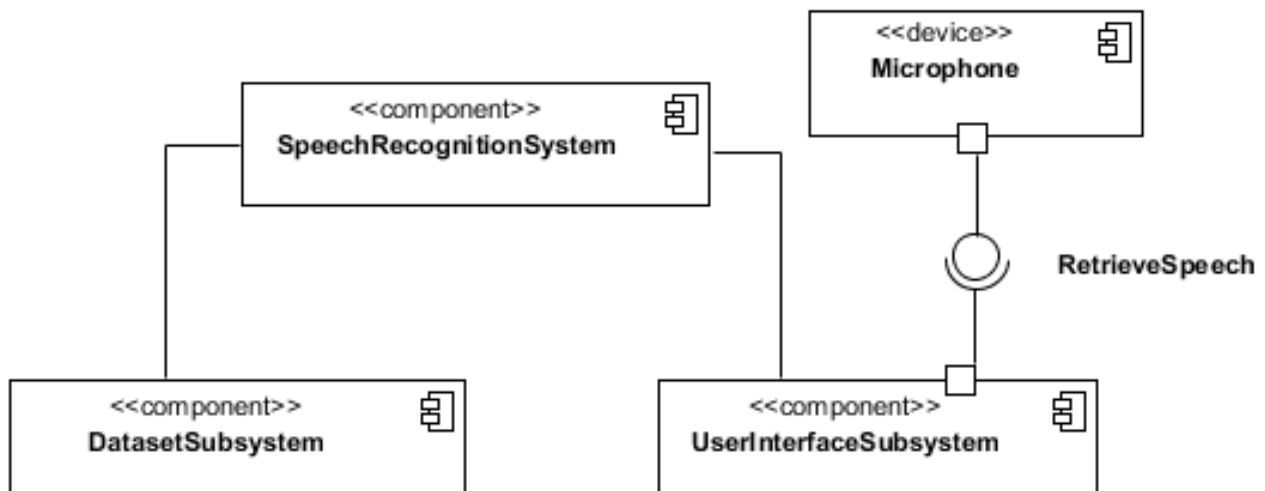 <<device>>
Microphone
<<component>>
SpeechRecognitionSystem
RetrieveSpeech
<<component>>
DatasetSubsystem
<<component>>
UserInterfaceSubsystem